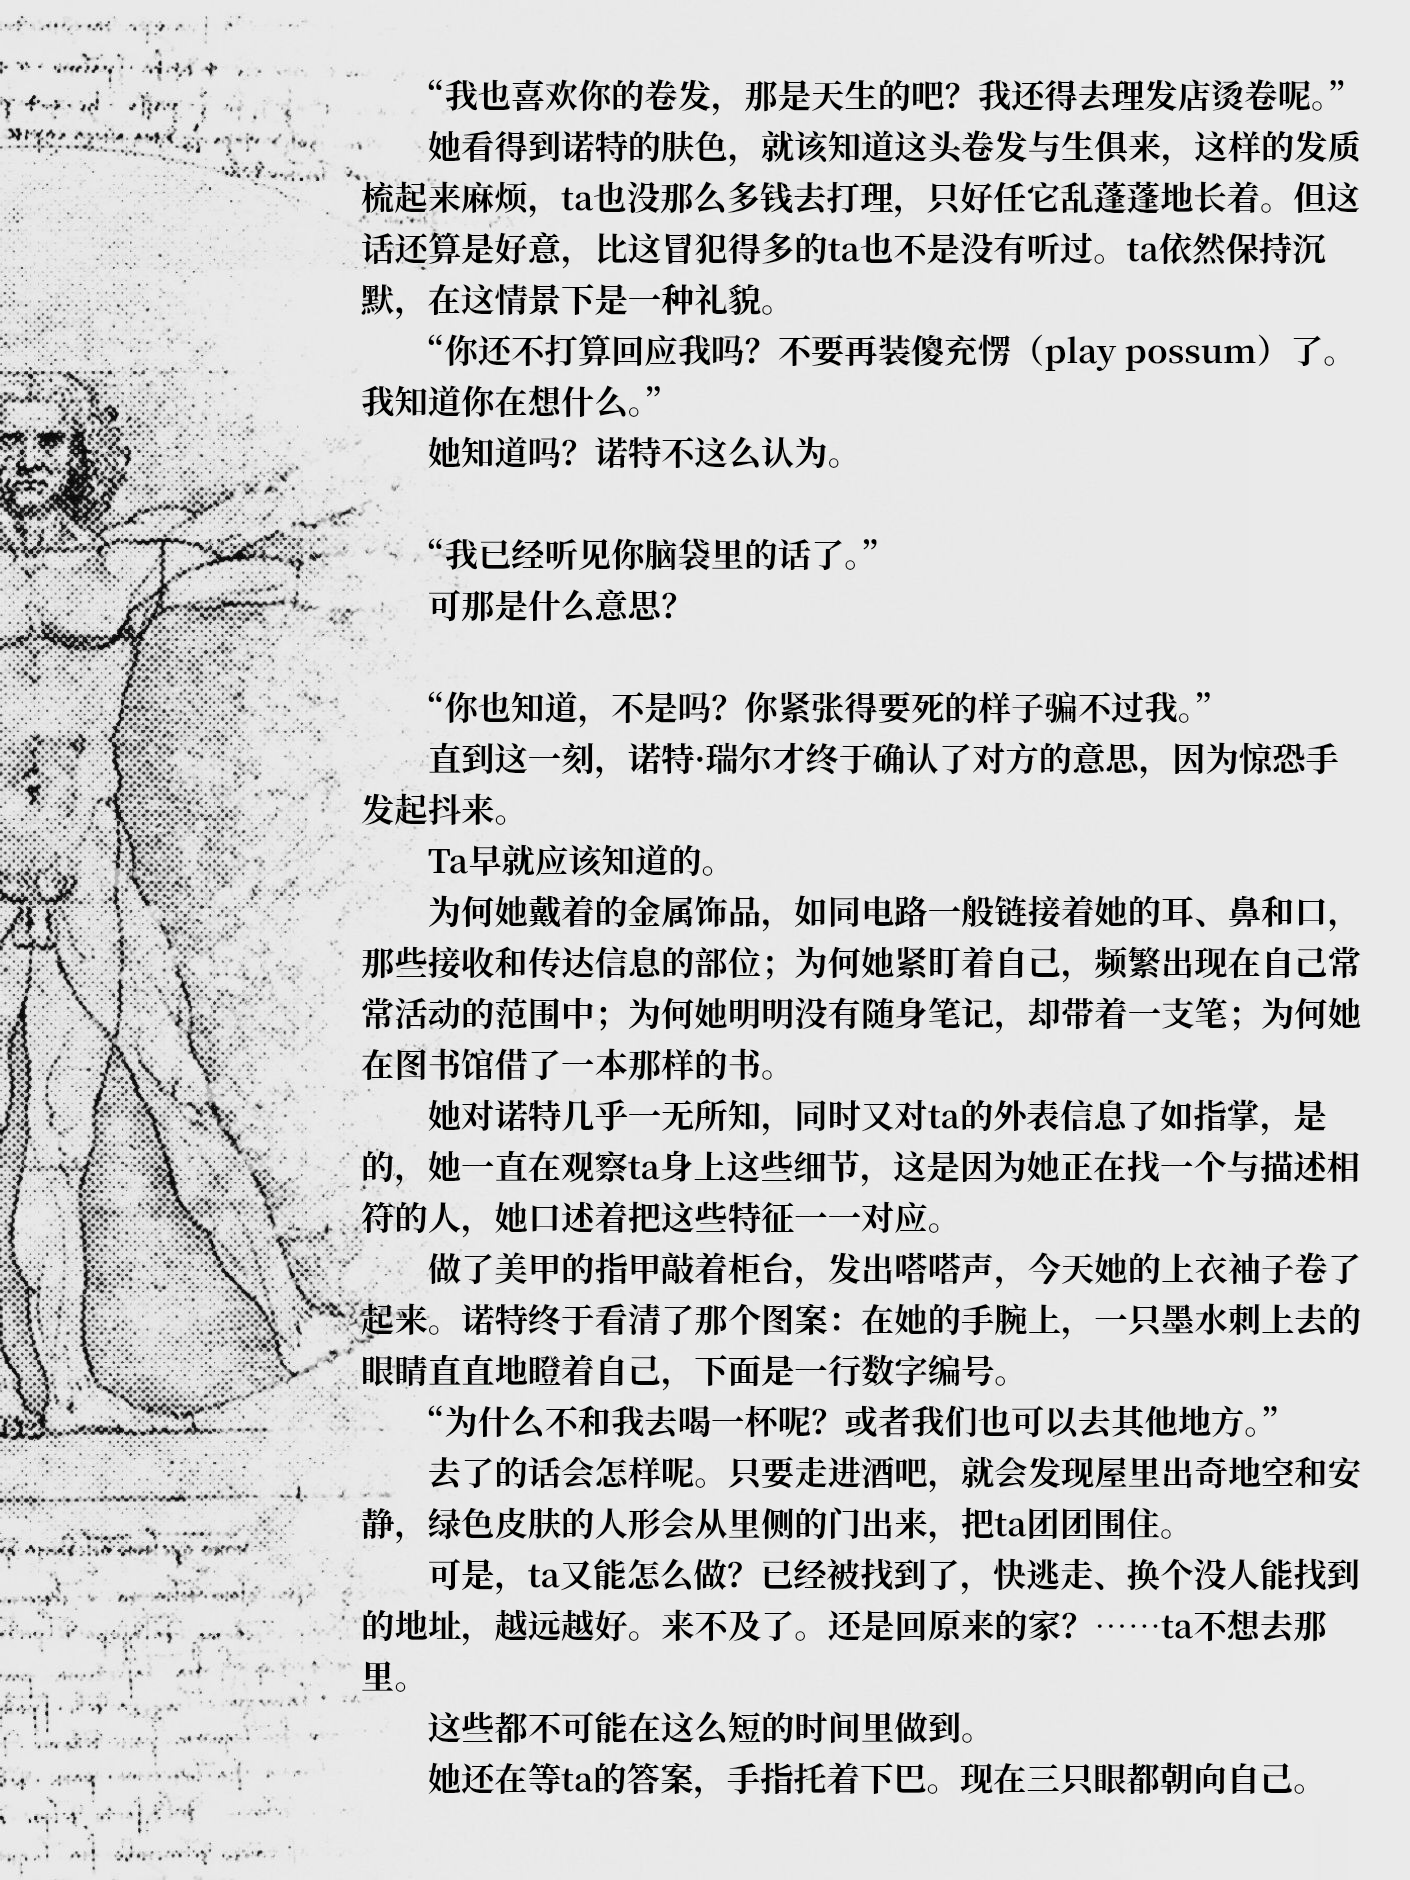 “我也喜欢你的卷发，那是天生的吧？我还得去理发店烫卷呢。”
她看得到诺特的肤色，就该知道这头卷发与生俱来，这样的发质
梳起来麻烦，ta也没那么多钱去打理，只好任它乱蓬蓬地长着。但这
话还算是好意，比这冒犯得多的ta也不是没有听过。ta依然保持沉
默，在这情景下是一种礼貌。
“你还不打算回应我吗？不要再装傻充愣（play possum）了。
我知道你在想什么。”
她知道吗？诺特不这么认为。
“我已经听见你脑袋里的话了。”
可那是什么意思？
“你也知道，不是吗？你紧张得要死的样子骗不过我。”
直到这一刻，诺特·瑞尔才终于确认了对方的意思，因为惊恐手
发起抖来。
Ta早就应该知道的。
为何她戴着的金属饰品，如同电路一般链接着她的耳、鼻和口，
那些接收和传达信息的部位；为何她紧盯着自己，频繁出现在自己常
常活动的范围中；为何她明明没有随身笔记，却带着一支笔；为何她
在图书馆借了一本那样的书。
她对诺特几乎一无所知，同时又对ta的外表信息了如指掌，是
的，她一直在观察ta身上这些细节，这是因为她正在找一个与描述相
符的人，她口述着把这些特征一一对应。
做了美甲的指甲敲着柜台，发出嗒嗒声，今天她的上衣袖子卷了
起来。诺特终于看清了那个图案：在她的手腕上，一只墨水刺上去的
眼睛直直地瞪着自己，下面是一行数字编号。
“为什么不和我去喝一杯呢？或者我们也可以去其他地方。”
去了的话会怎样呢。只要走进酒吧，就会发现屋里出奇地空和安
静，绿色皮肤的人形会从里侧的门出来，把ta团团围住。
可是，ta又能怎么做？已经被找到了，快逃走、换个没人能找到
的地址，越远越好。来不及了。还是回原来的家？……ta不想去那
里。
这些都不可能在这么短的时间里做到。
她还在等ta的答案，手指托着下巴。现在三只眼都朝向自己。